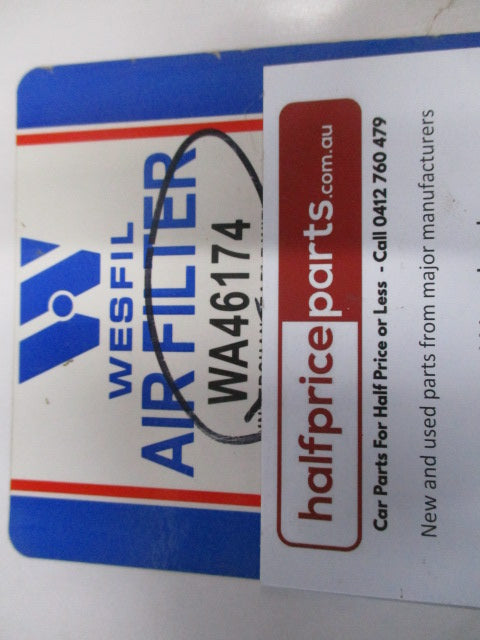 WESFIL
AIR FILTER
WA46174
halfpriceparts.com.au
Car Parts For Half Price or Less - Call 0412 760 479
New and used parts from major manufacturers